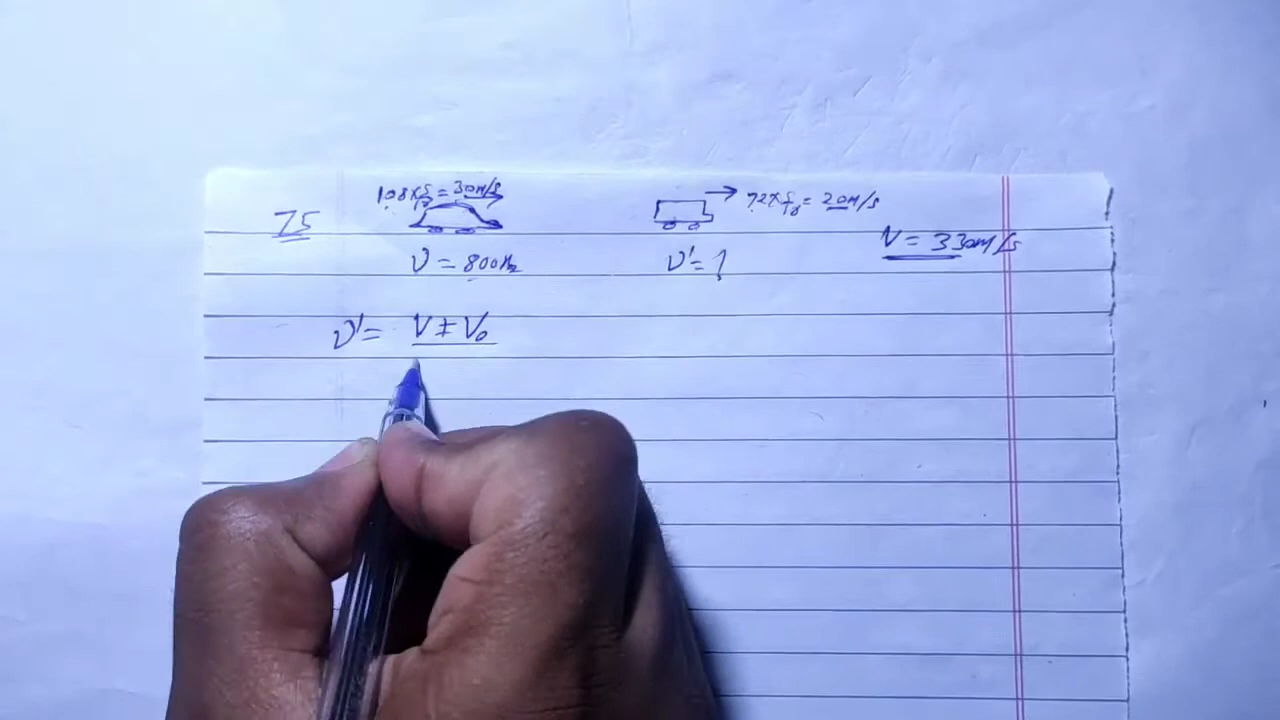 75
108 × 5/18 = 30m/s
72 × 5/18 = 20m/s
V = 330m/s
ν = 800Hz
ν' = ?
ν' = V ± V₀